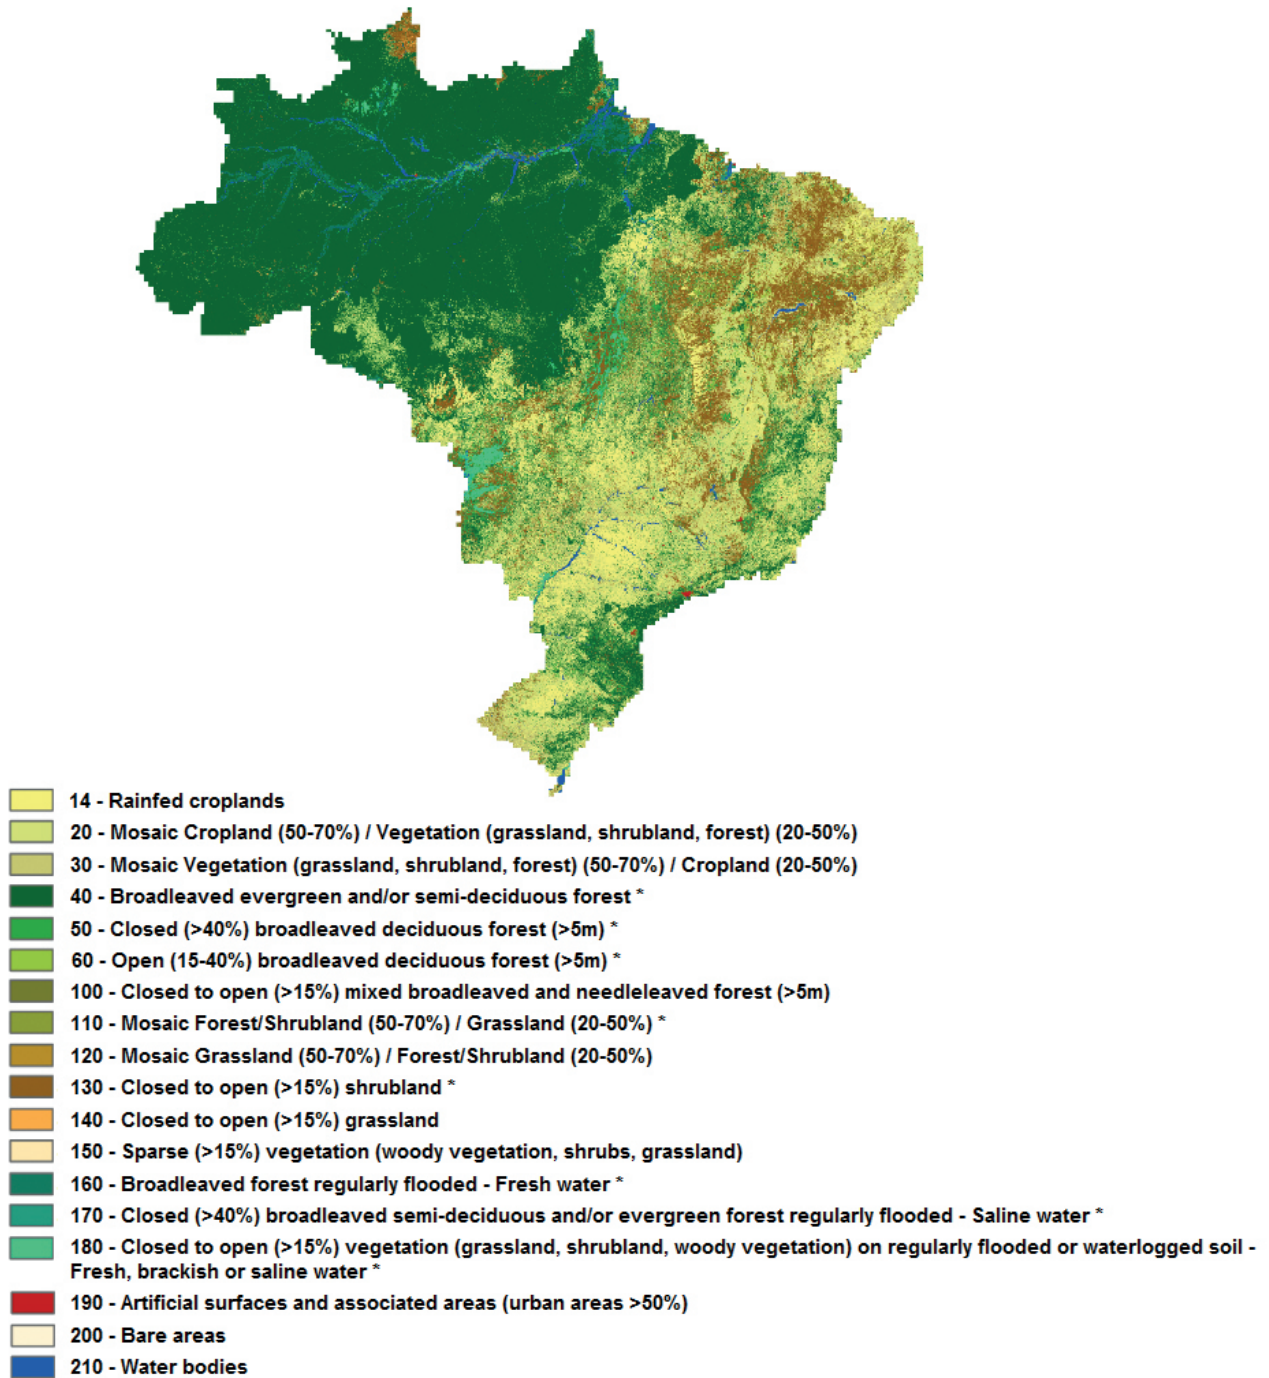 14 - Rainfed croplands
20 - Mosaic Cropland (50-70%) / Vegetation (grassland, shrubland, forest) (20-50%)
30 - Mosaic Vegetation (grassland, shrubland, forest) (50-70%) / Cropland (20-50%)
40 - Broadleaved evergreen and/or semi-deciduous forest *
50 - Closed (>40%) broadleaved deciduous forest (>5m) *
60 - Open (15-40%) broadleaved deciduous forest (>5m) *
100 - Closed to open (>15%) mixed broadleaved and needleleaved forest (>5m)
110 - Mosaic Forest/Shrubland (50-70%) / Grassland (20-50%) *
120 - Mosaic Grassland (50-70%) / Forest/Shrubland (20-50%)
130 - Closed to open (>15%) shrubland *
140 - Closed to open (>15%) grassland
150 - Sparse (>15%) vegetation (woody vegetation, shrubs, grassland)
160 - Broadleaved forest regularly flooded - Fresh water *
170 - Closed (>40%) broadleaved semi-deciduous and/or evergreen forest regularly flooded - Saline water *
180 - Closed to open (>15%) vegetation (grassland, shrubland, woody vegetation) on regularly flooded or waterlogged soil -
Fresh, brackish or saline water *
190 - Artificial surfaces and associated areas (urban areas >50%)
200 - Bare areas
210 - Water bodies